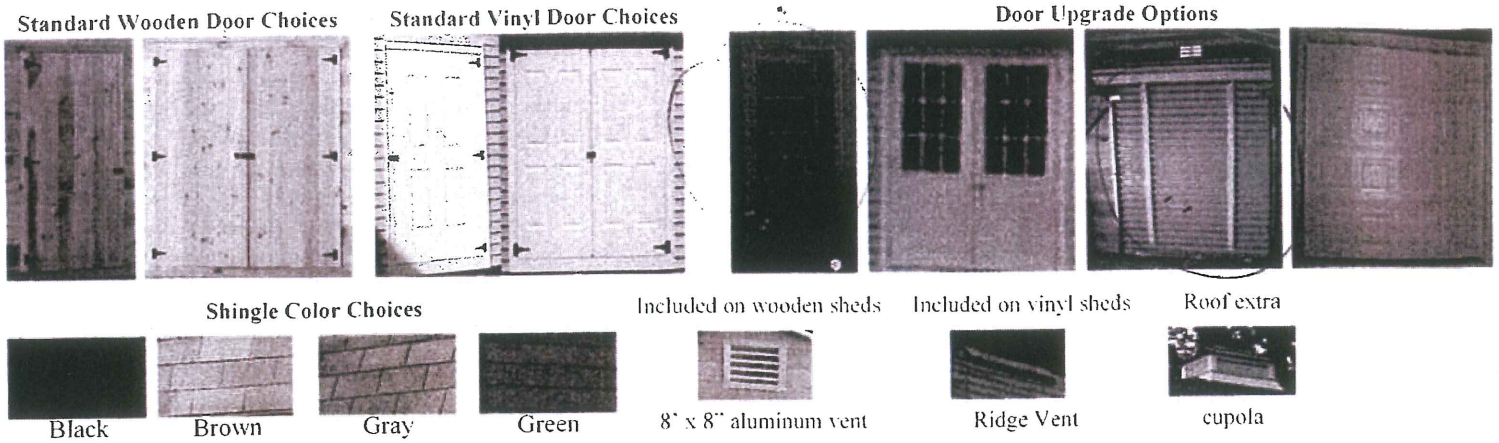 Standard Wooden Door Choices
Standard Vinyl Door Choices
Door Upgrade Options
Shingle Color Choices
Included on wooden sheds
Included on vinyl sheds
Roof extra
Black
Brown
Gray
Green
8" x 8" aluminum vent
Ridge Vent
cupola